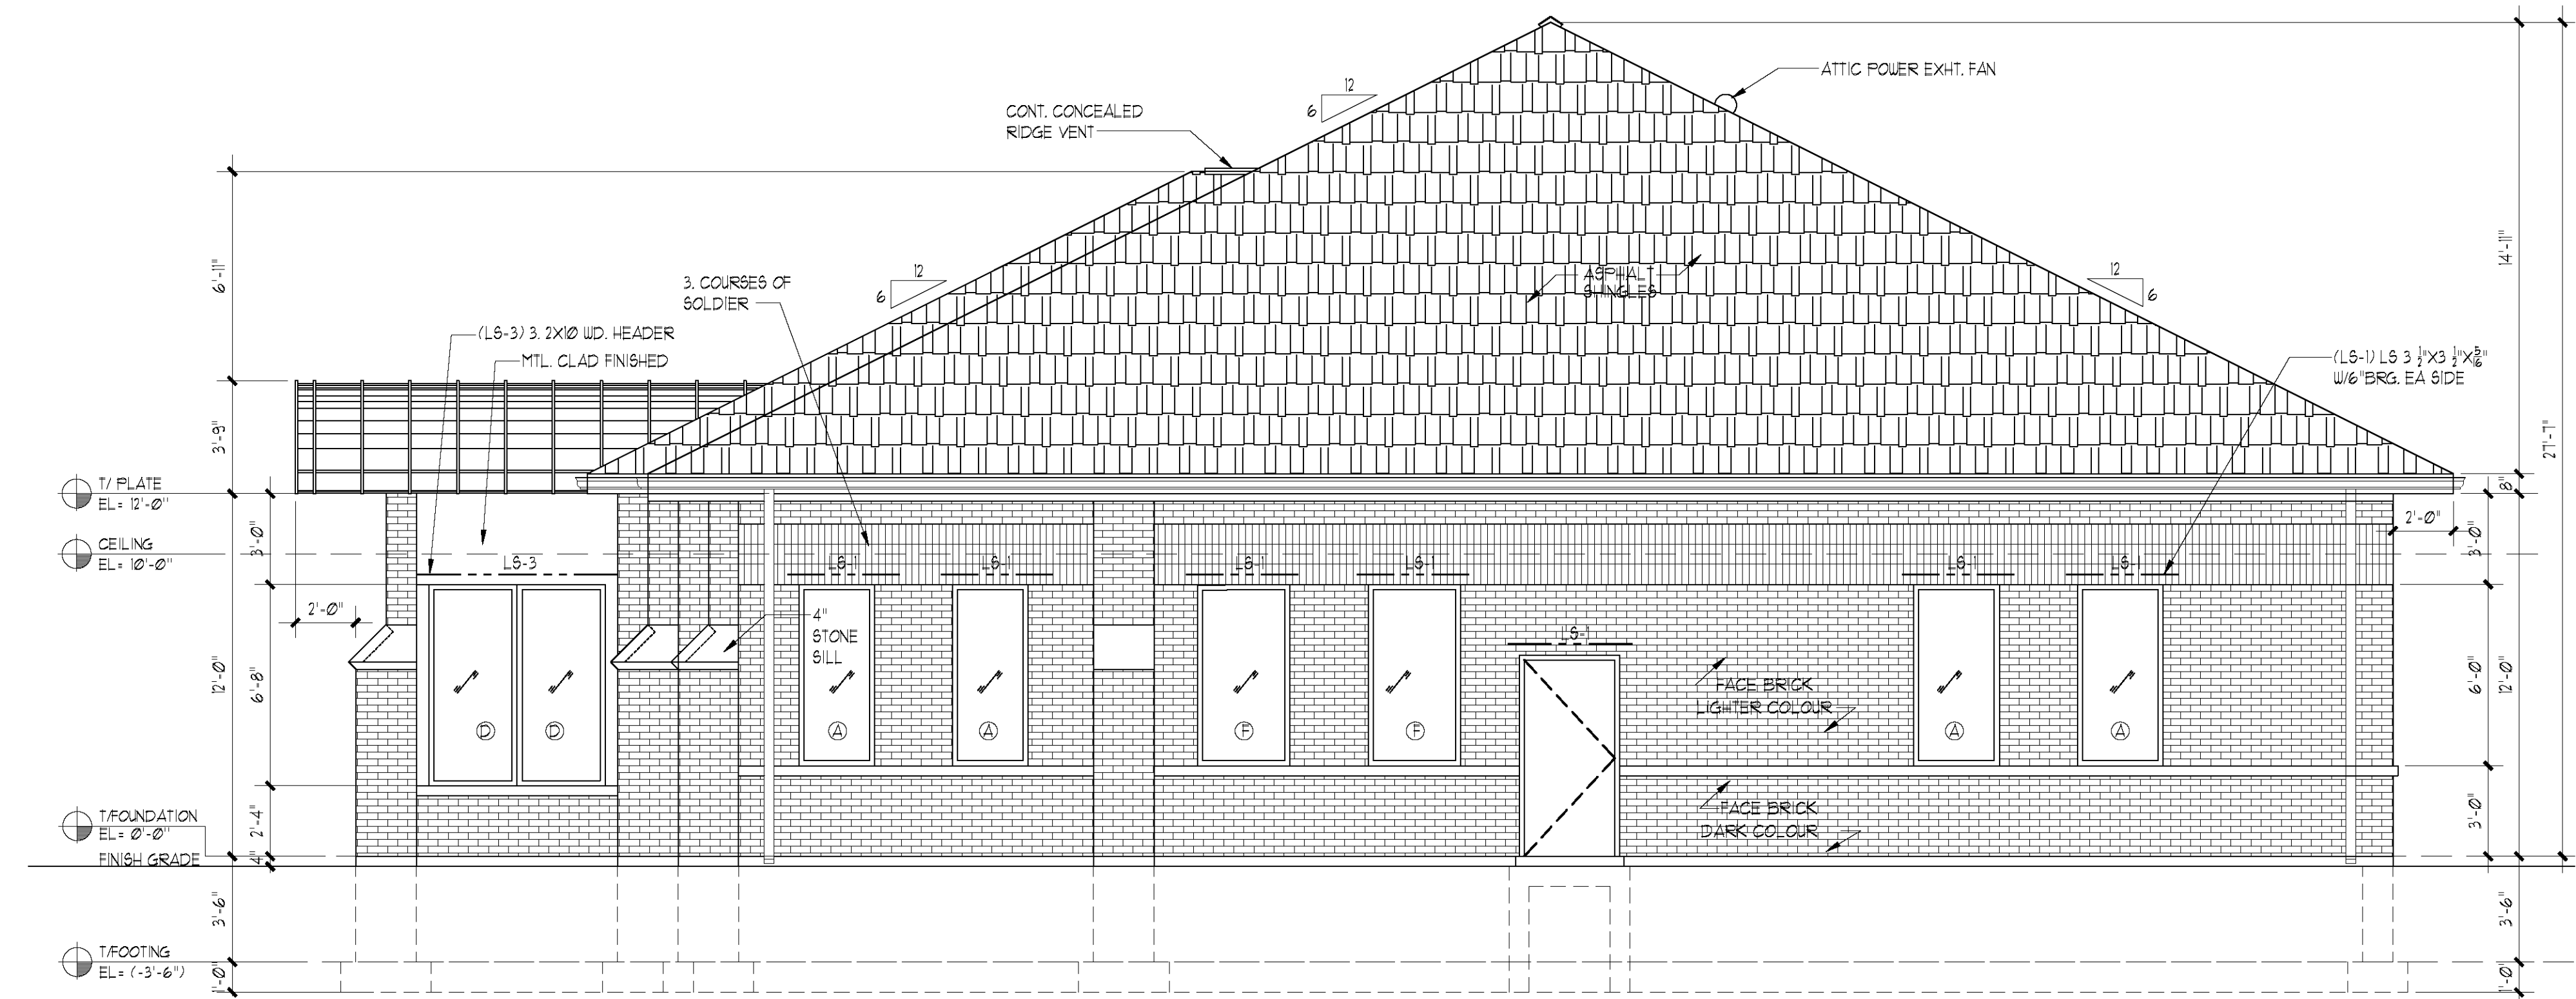 ATTIC POWER EXHT. FAN
12
6
CONT. CONCEALED
RIDGE VENT
14'-11"
6'-11"
12
6
3. COURSES OF
SOLDIER
ASPHALT
SHINGLES
12
6
(LS-3) 3. 2X10 WD. HEADER
MTL. CLAD FINISHED
(LS-1) LS 3 1/2"X3 1/2"X5/16"
W/6"BRG. EA SIDE
3'-9"
27'-7"
T/ PLATE
EL= 12'-0"
8"
2'-0"
3'-0"
3'-0"
CEILING
EL= 10'-0"
LS-3
LS-1
LS-1
LS-1
LS-1
LS-1
LS-1
2'-0"
4"
STONE
SILL
LS-1
12'-0"
6'-8"
FACE BRICK
LIGHTER COLOUR
6'-0"
12'-0"
D
D
A
A
F
F
A
A
T/FOUNDATION
EL= 0'-0"
2'-4"
FACE BRICK
DARK COLOUR
3'-0"
FINISH GRADE
4"
3'-6"
3'-6"
T/FOOTING
EL= (-3'-6")
1'-0"
1'-0"